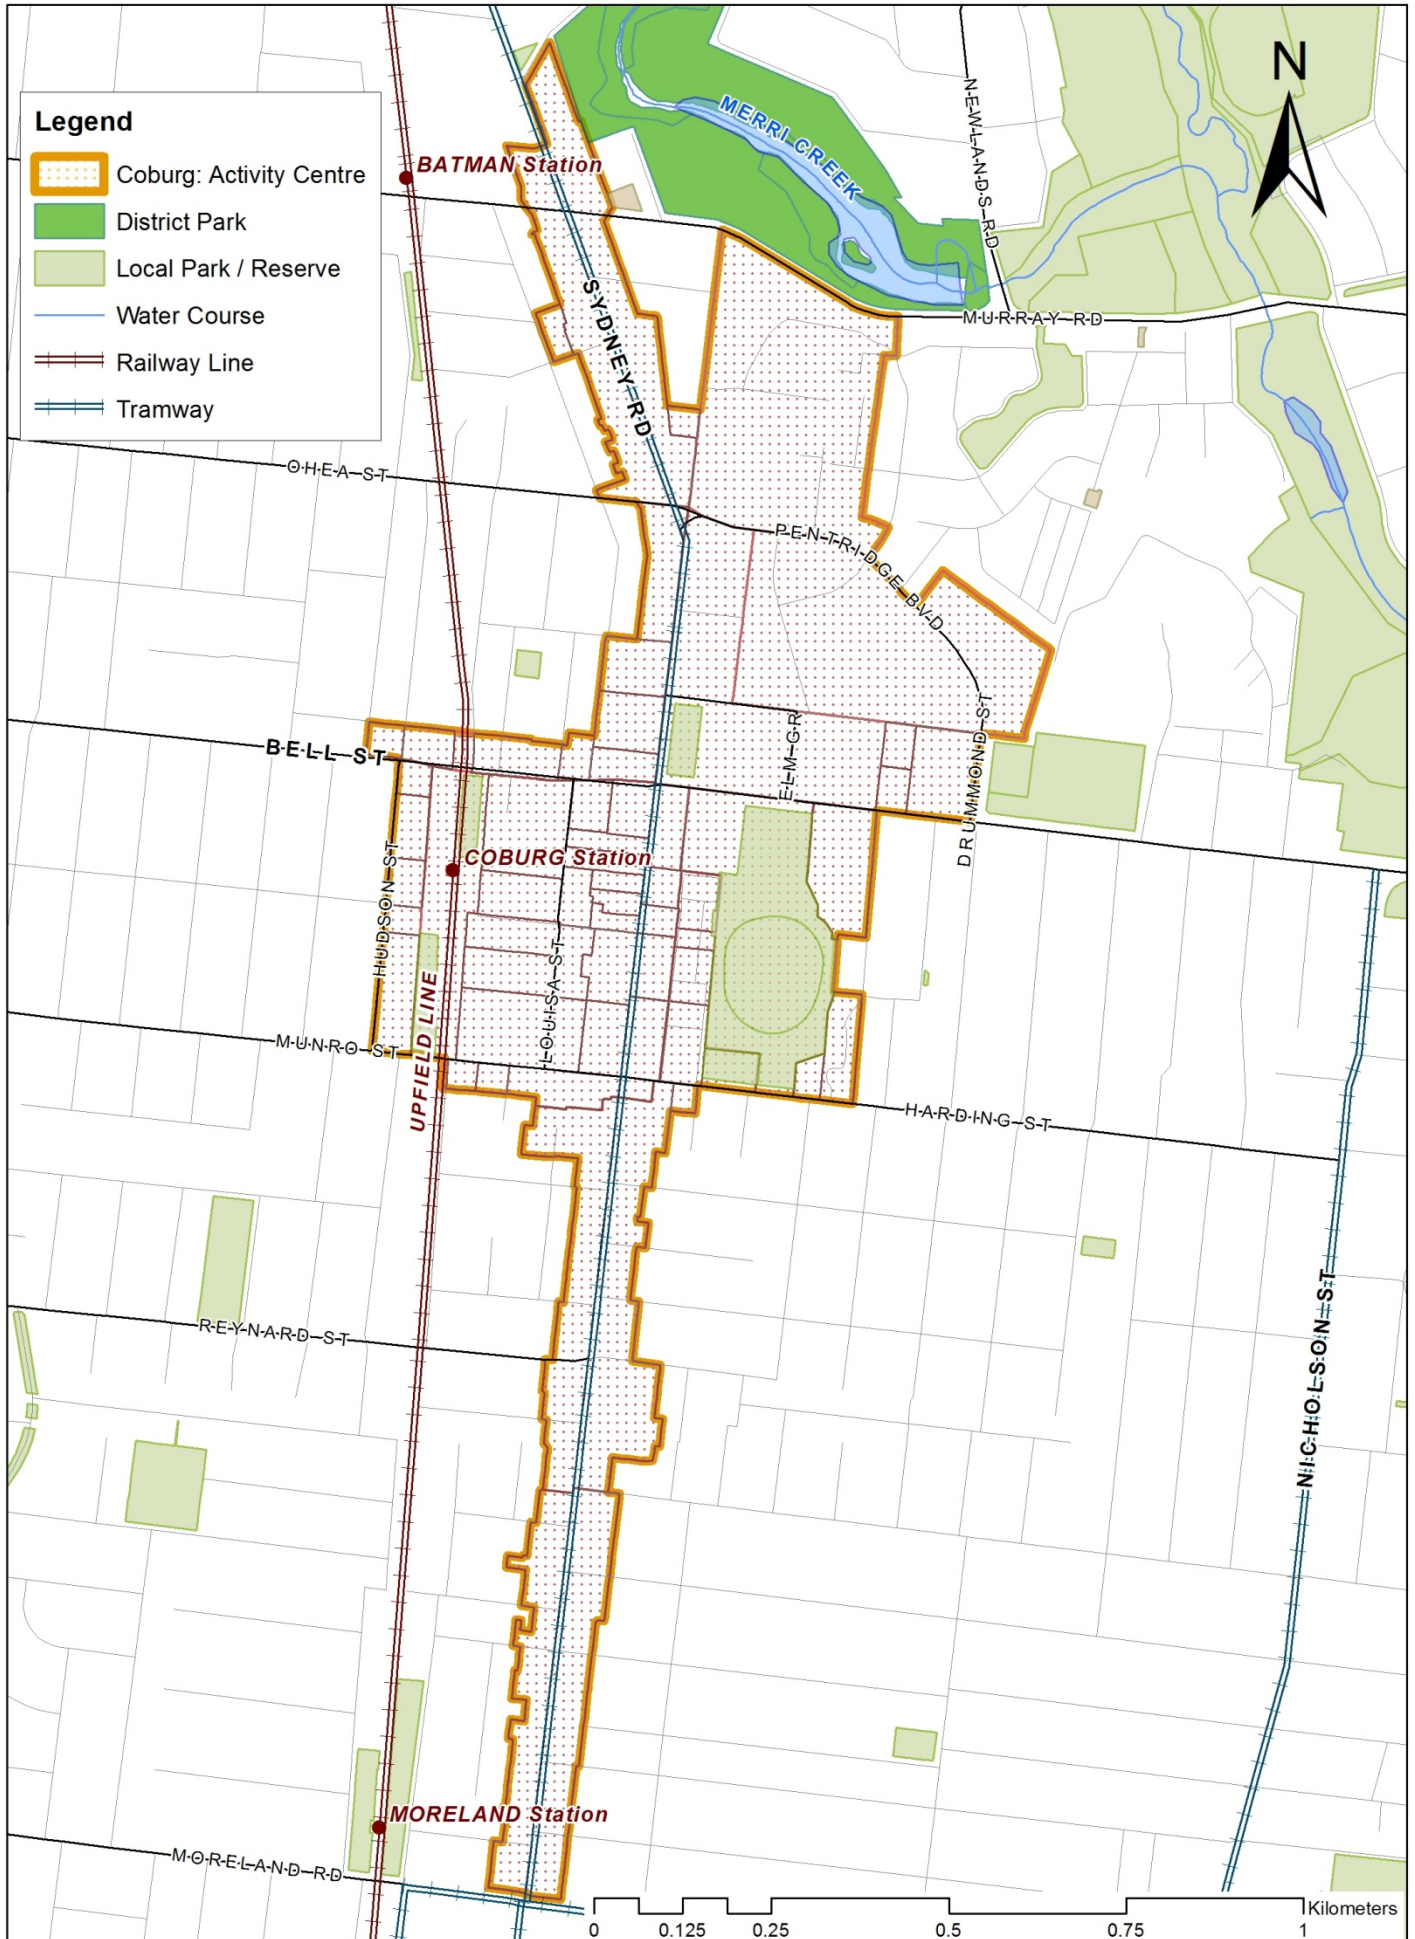 N
Legend
Coburg: Activity Centre
District Park
Local Park / Reserve
Water Course
Railway Line
Tramway
MERRI CREEK
NEWLANDS RD
BATMAN Station
SYDNEY RD
MURRAY RD
OHEA ST
PENTRIDGE BVD
BELL ST
ELM GR
DRUMMOND ST
HUDSON ST
COBURG Station
LOUISA ST
UPFIELD LINE
MUNRO ST
HARDING ST
REYNARD ST
NICHOLSON ST
MORELAND Station
MORELAND RD
Kilometers
0 0.125 0.25 0.5 0.75 1